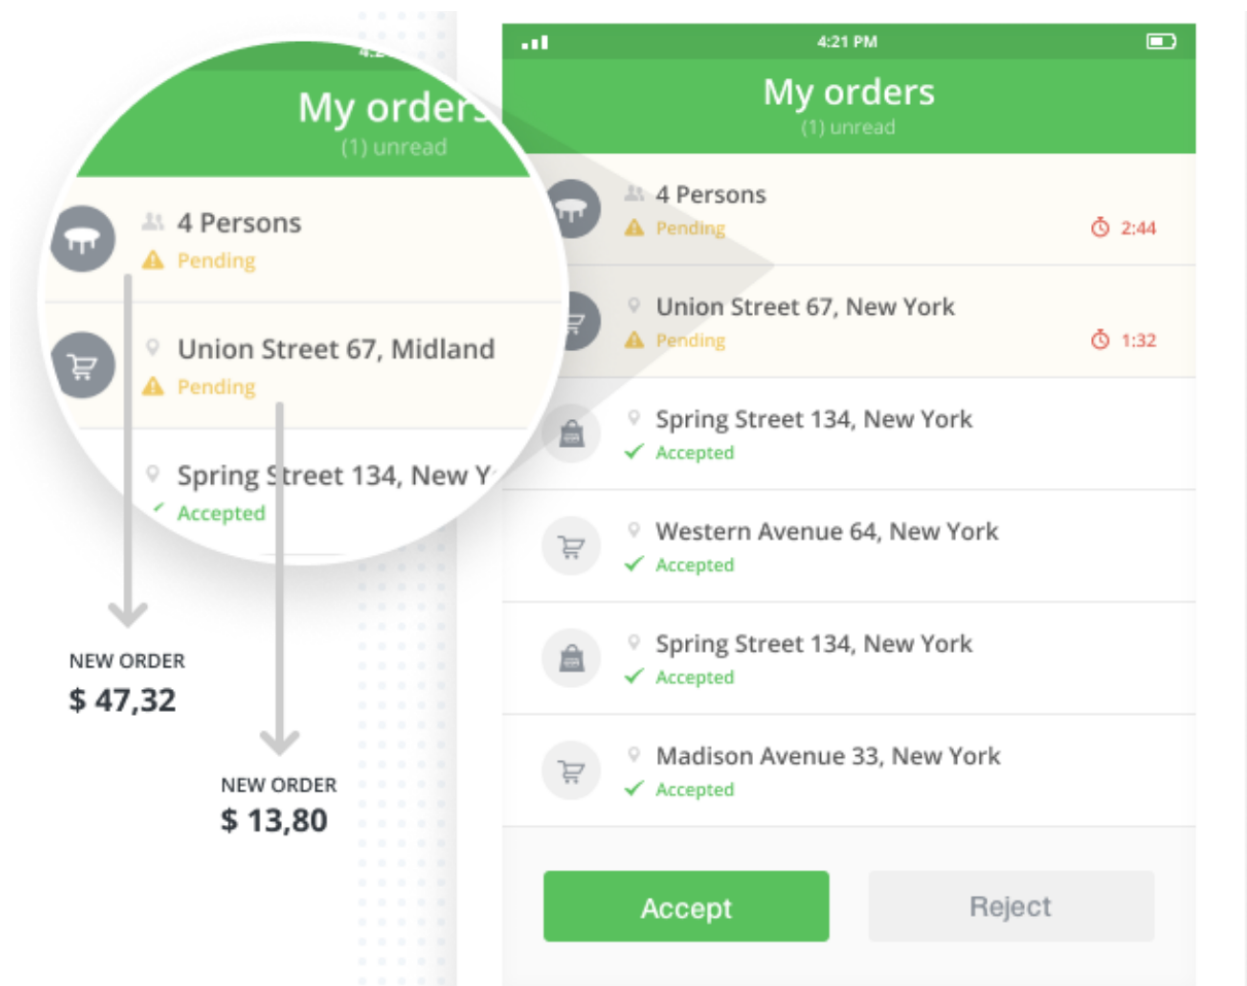 My orders
(1) unread
4 Persons
Pending
Union Street 67, Midland
Pending
Spring Street 134, New
Accepted
NEW ORDER
$ 47,32
NEW ORDER
$ 13,80
4:21 PM
My orders
(1) unread
4 Persons
Pending
2:44
Union Street 67, New York
Pending
1:32
Spring Street 134, New York
Accepted
Western Avenue 64, New York
Accepted
Spring Street 134, New York
Accepted
Madison Avenue 33, New York
Accepted
Accept
Reject